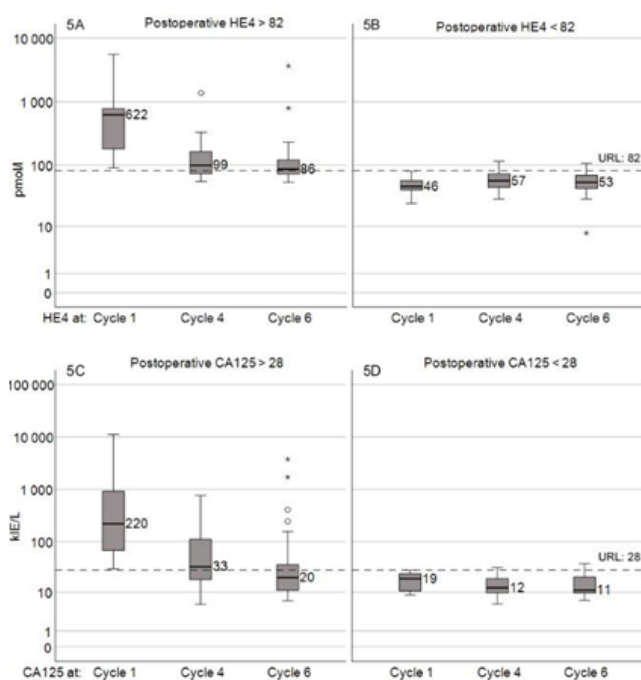 5A Postoperative HE4 > 82
5B Postoperative HE4 < 82
10 000
1 000
100
10
1
0
pmol/l
622
99
86
URL: 82
46
57
53
HE4 at: Cycle 1 Cycle 4 Cycle 6
Cycle 1 Cycle 4 Cycle 6
5C Postoperative CA125 > 28
5D Postoperative CA125 < 28
100 000
10 000
1 000
100
10
1
0
kIE/L
220
33
20
URL: 28
19
12
11
CA125 at: Cycle 1 Cycle 4 Cycle 6
Cycle 1 Cycle 4 Cycle 6